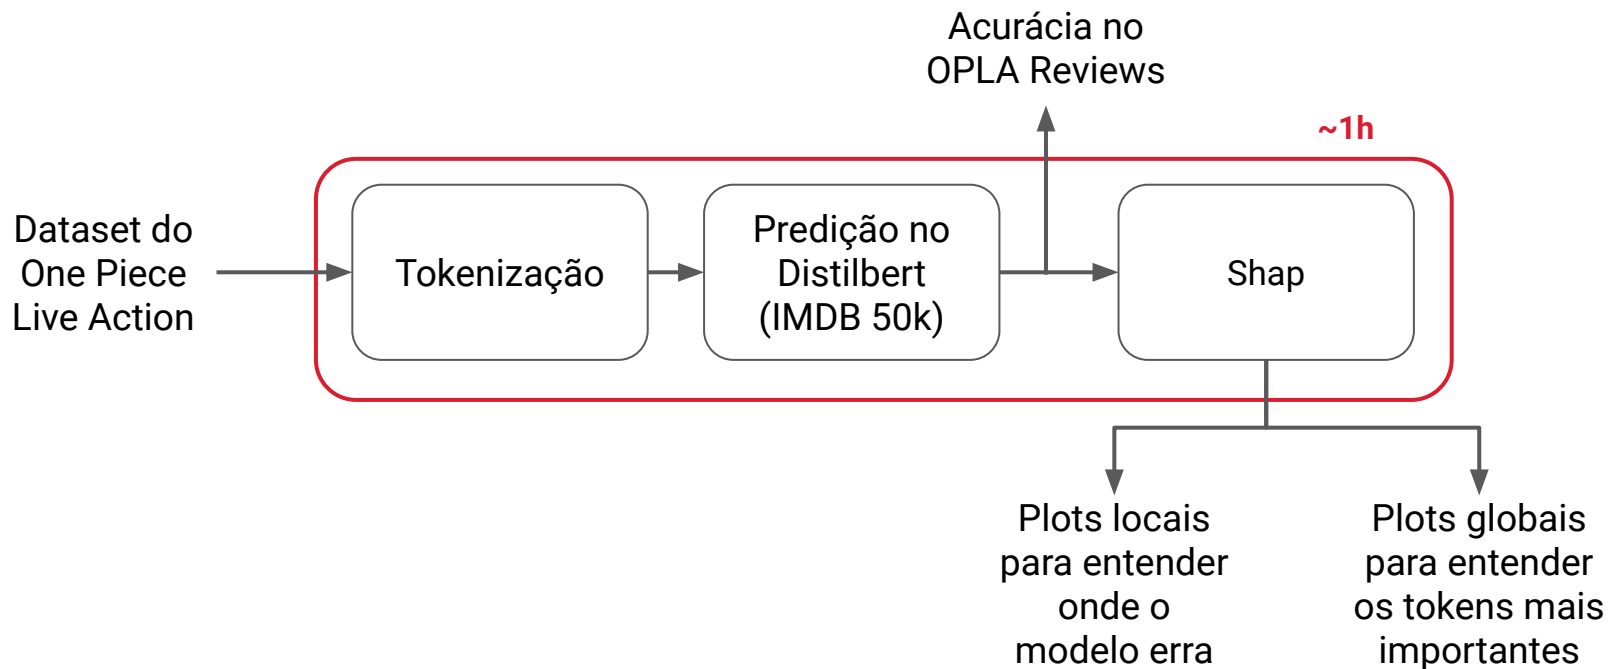 Acurácia no
OPLA Reviews
~1h
Dataset do
One Piece
Live Action
Tokenização
Predição no
Distilbert
(IMDB 50k)
Shap
Plots locais
para entender
onde o
modelo erra
Plots globais
para entender
os tokens mais
importantes